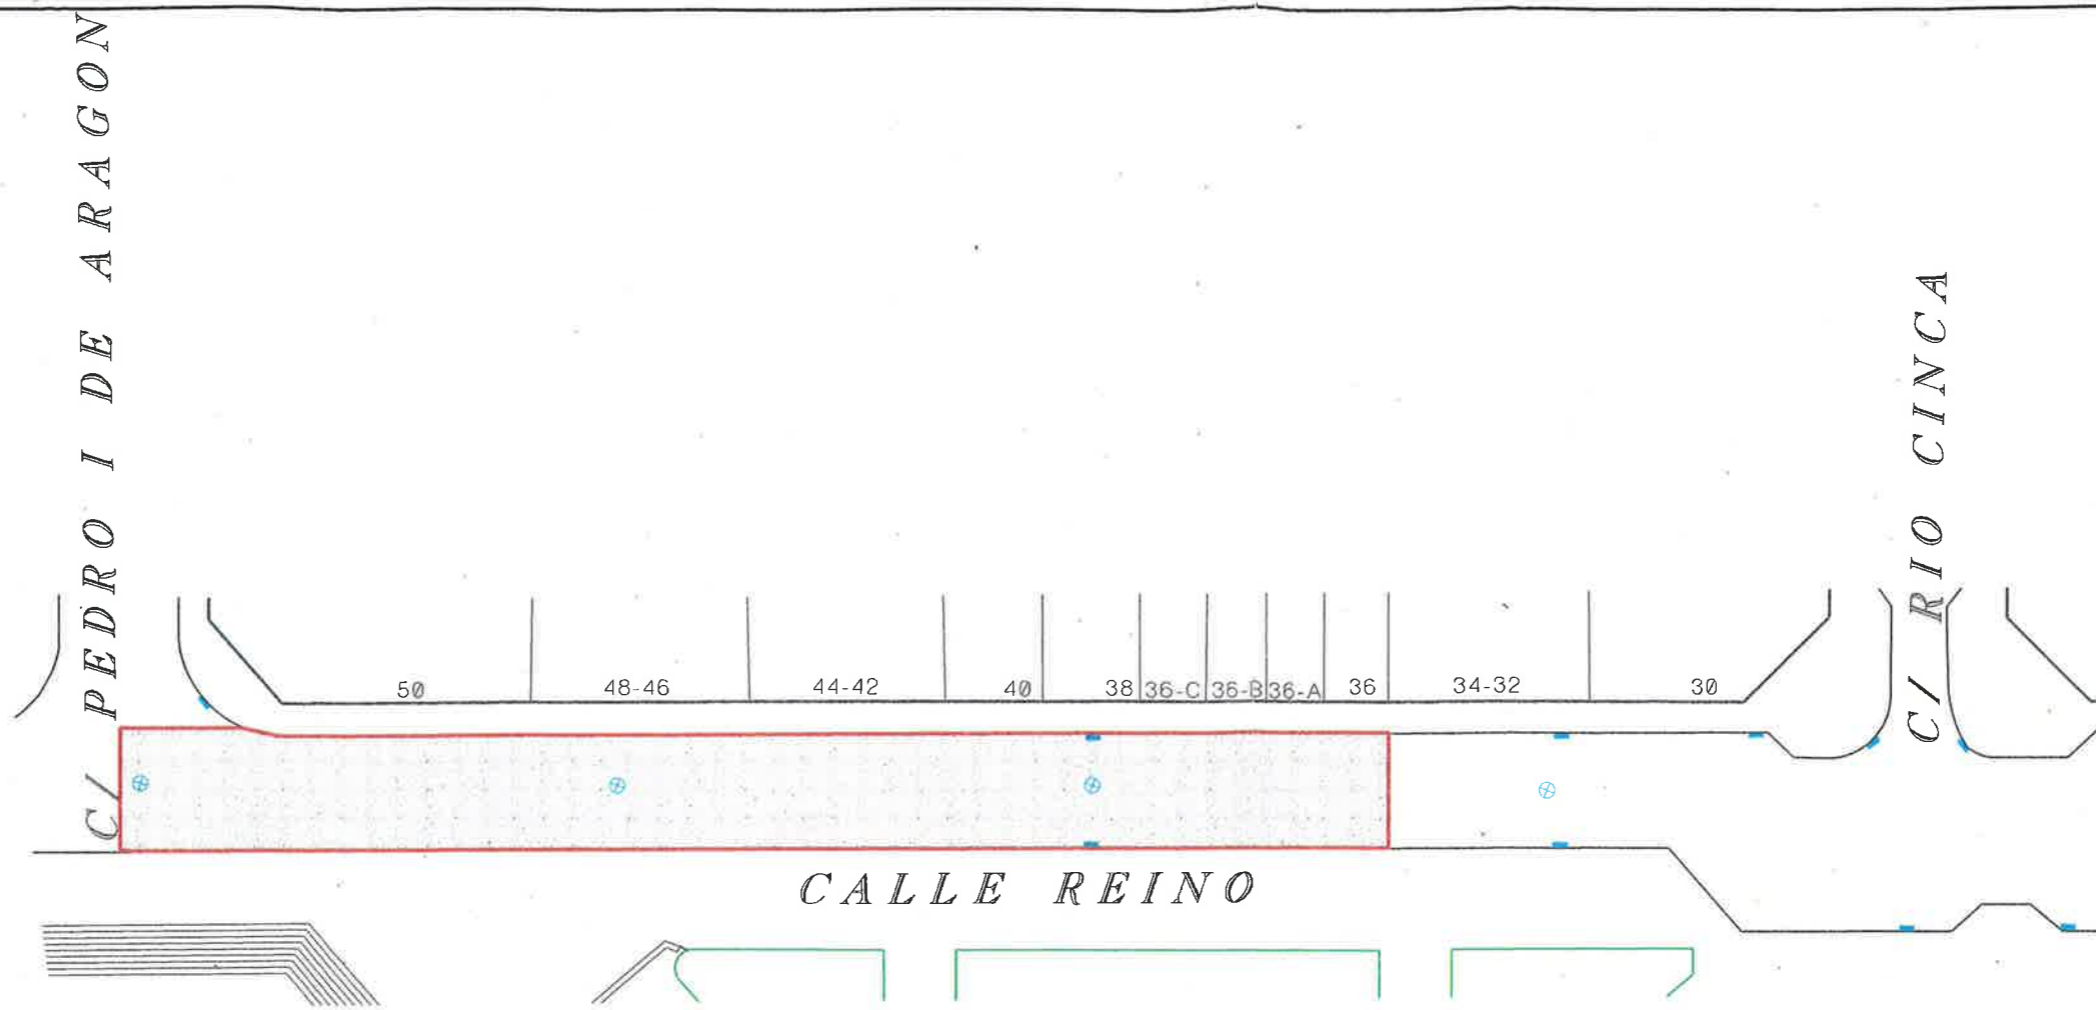 C/ PEDRO I DE ARAGON
C/ RIO CINCA
50 48-46 44-42 40 38 36-C 36-B 36-A 36 34-32 30
CALLE REINO